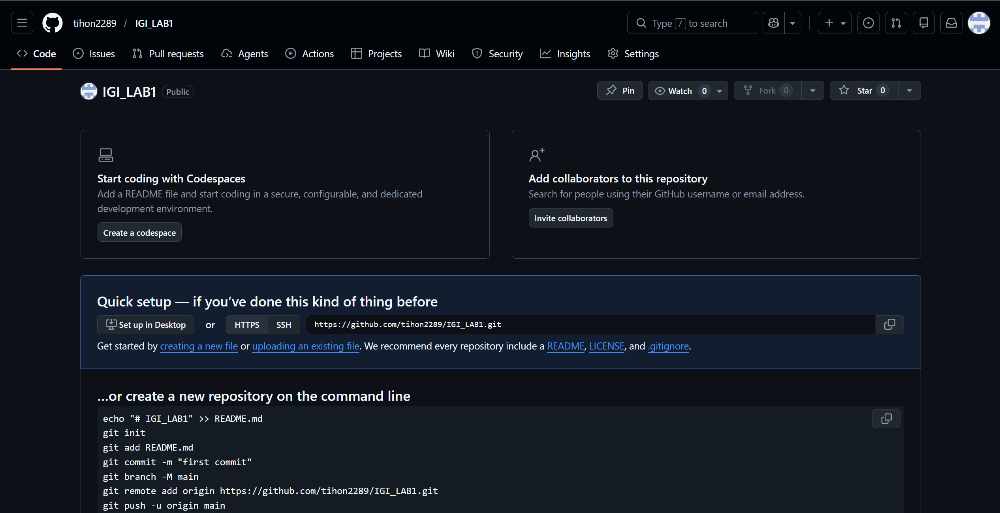 tihon2289 / IGI_LAB1
Type / to search
Code Issues Pull requests Agents Actions Projects Wiki Security Insights Settings
IGI_LAB1 Public
Pin Watch 0 Fork 0 Star 0
Start coding with Codespaces
Add a README file and start coding in a secure, configurable, and dedicated
development environment.
Create a codespace
Add collaborators to this repository
Search for people using their GitHub username or email address.
Invite collaborators
Quick setup — if you’ve done this kind of thing before
Set up in Desktop or HTTPS SSH https://github.com/tihon2289/IGI_LAB1.git
Get started by creating a new file or uploading an existing file. We recommend every repository include a README, LICENSE, and .gitignore.
…or create a new repository on the command line
echo "# IGI_LAB1" >> README.md
git init
git add README.md
git commit -m "first commit"
git branch -M main
git remote add origin https://github.com/tihon2289/IGI_LAB1.git
git push -u origin main